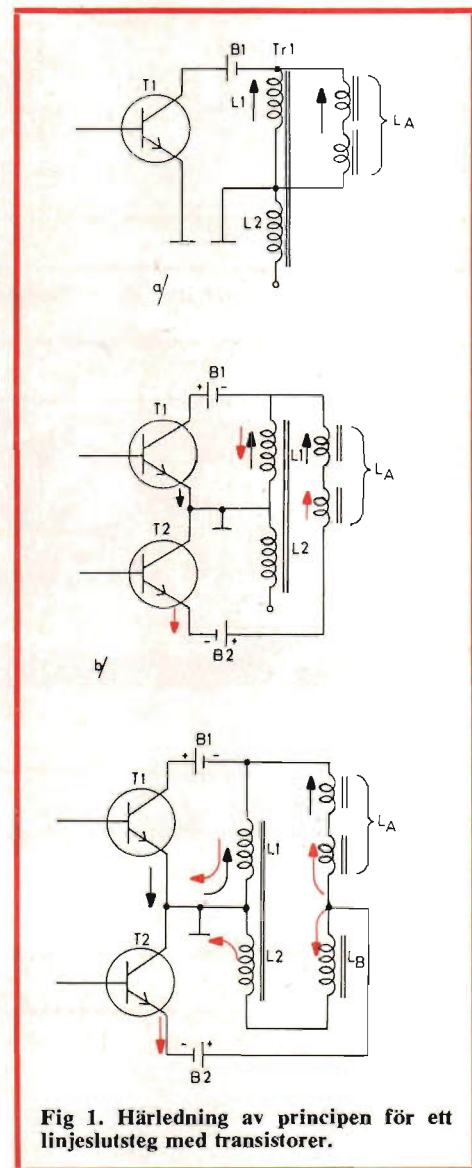 B1
Tr1
T1
L1
LA
L2
a/
B1
+ -
T1
L1
LA
T2
L2
- +
B2
b/
B1
+ -
T1
LA
L1
T2
L2
LB
- +
B2
Fig 1. Härledning av principen för ett
linjeslutsteg med transistorer.